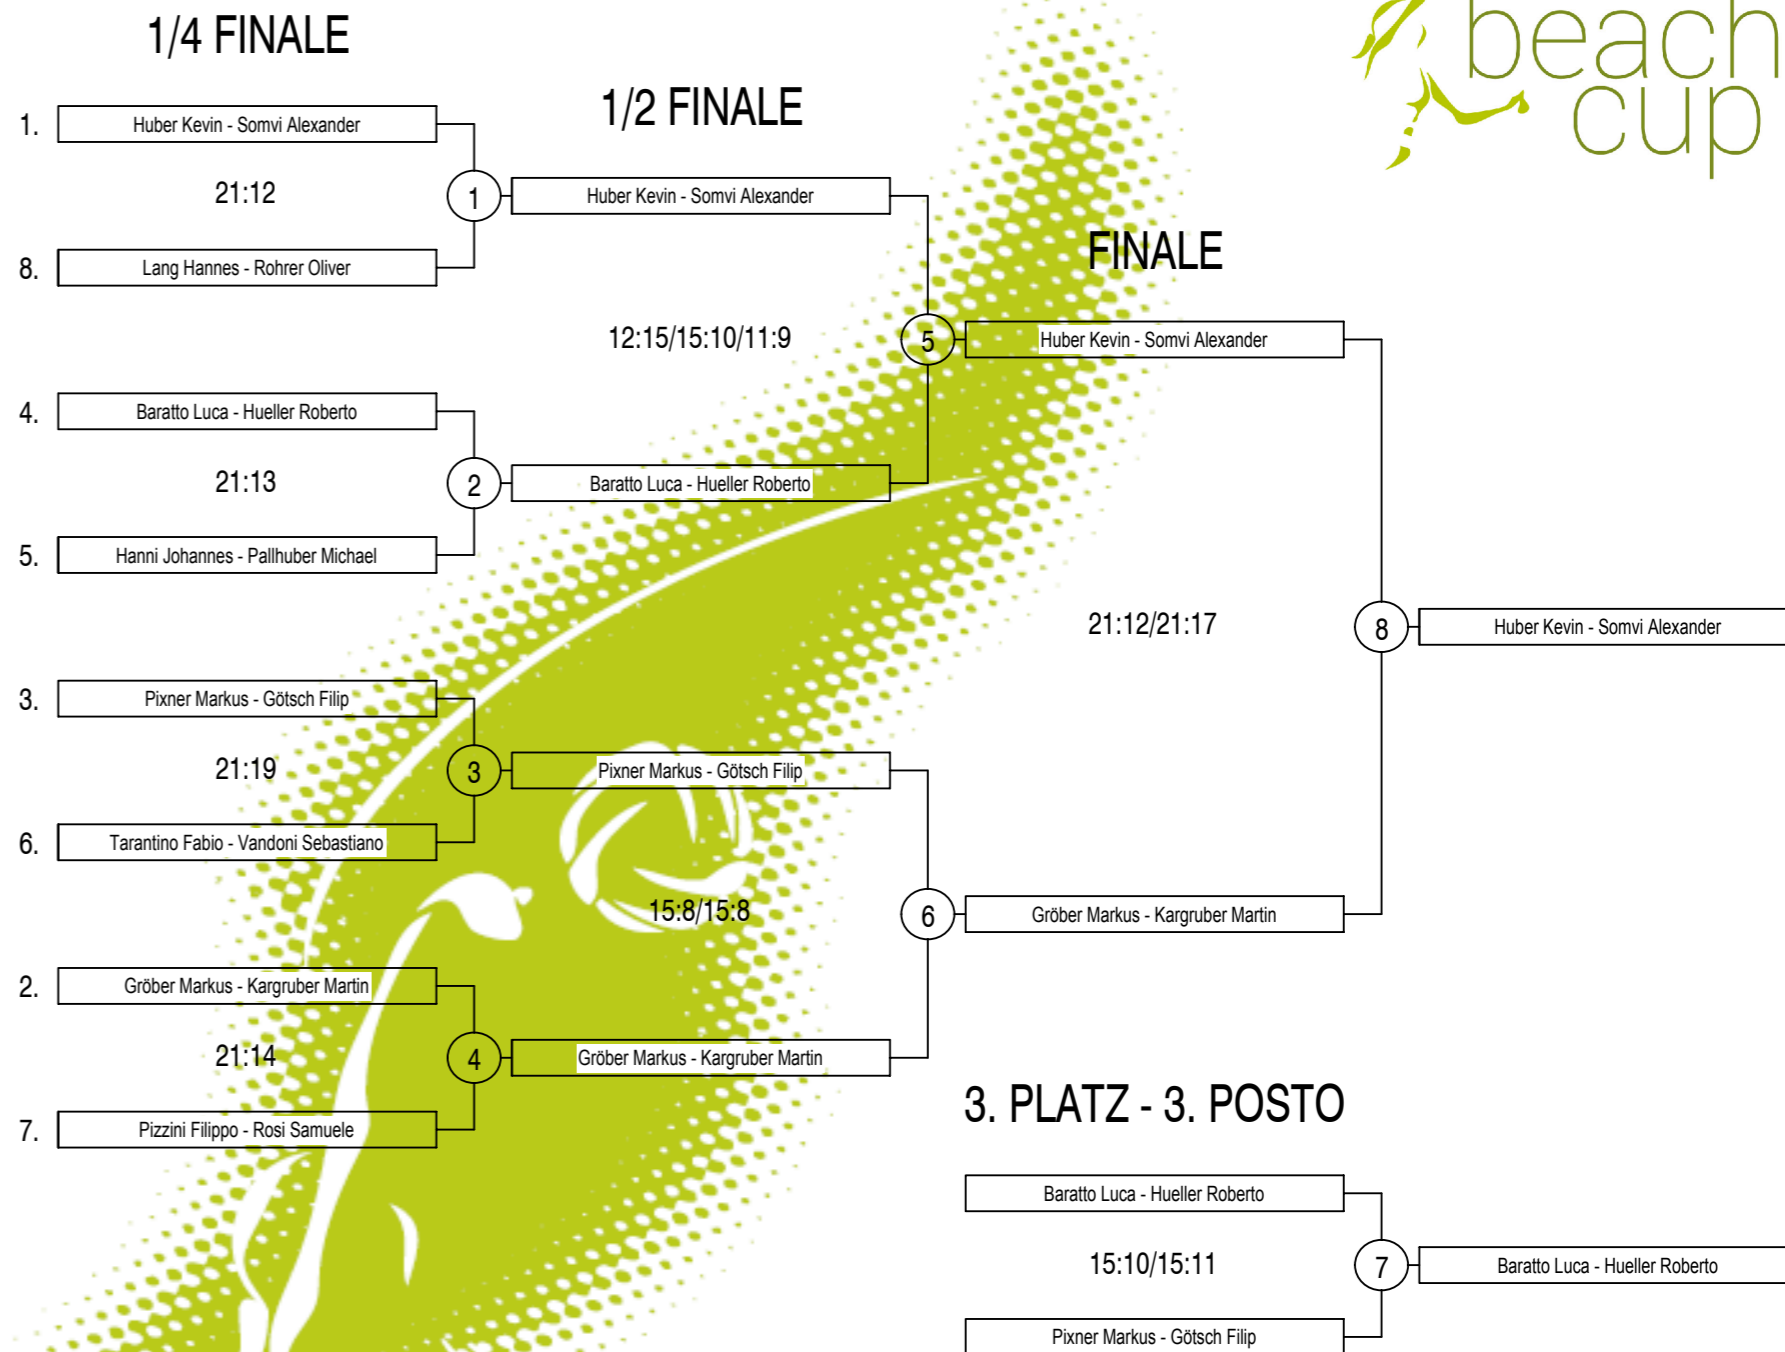 1/4 FINALE
beach
cup
1/2 FINALE
1. Huber Kevin - Somvi Alexander
21:12
1
Huber Kevin - Somvi Alexander
8. Lang Hannes - Rohrer Oliver
FINALE
12:15/15:10/11:9
5
Huber Kevin - Somvi Alexander
4. Baratto Luca - Hueller Roberto
21:13
2
Baratto Luca - Hueller Roberto
5. Hanni Johannes - Pallhuber Michael
21:12/21:17
8
Huber Kevin - Somvi Alexander
3. Pixner Markus - Götsch Filip
21:19
3
Pixner Markus - Götsch Filip
6. Tarantino Fabio - Vandoni Sebastiano
15:8/15:8
6
Gröber Markus - Kargruber Martin
2. Gröber Markus - Kargruber Martin
21:14
4
Gröber Markus - Kargruber Martin
7. Pizzini Filippo - Rosi Samuele
3. PLATZ - 3. POSTO
Baratto Luca - Hueller Roberto
15:10/15:11
7
Baratto Luca - Hueller Roberto
Pixner Markus - Götsch Filip